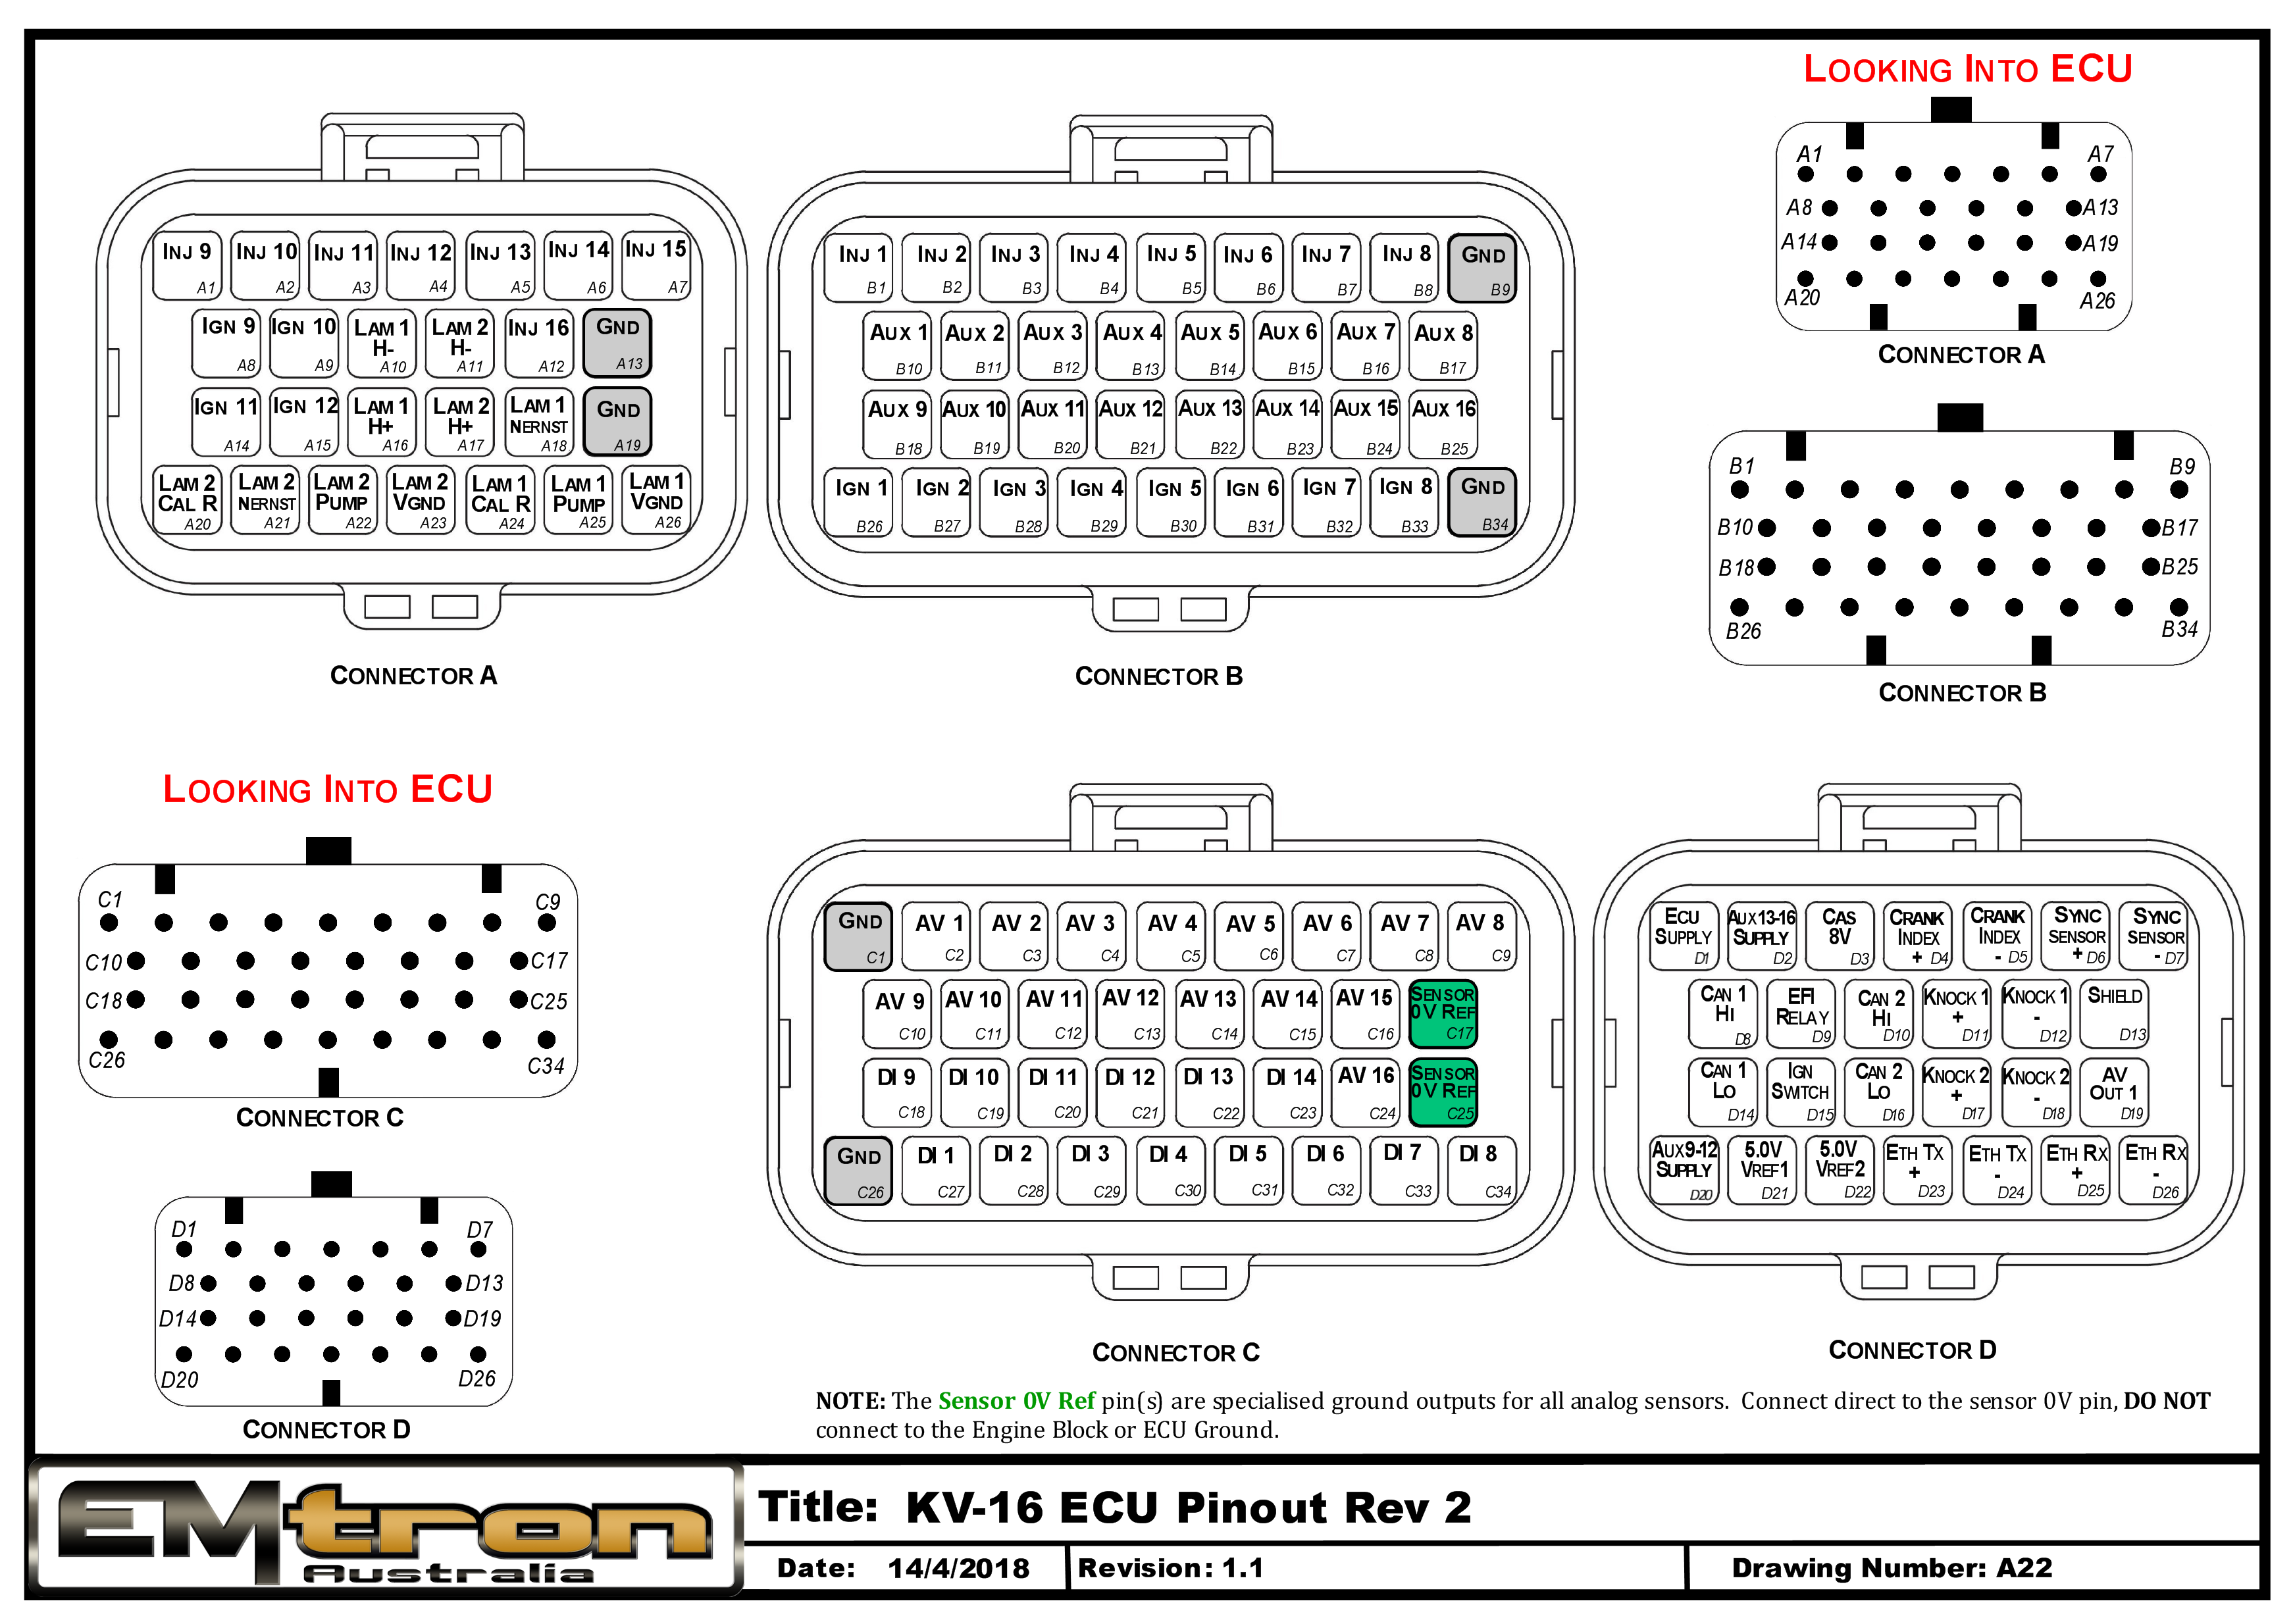 LOOKING INTO ECU
A1 A7
A8 A13
A14 A19
A20 A26
CONNECTOR A
B1 B9
B10 B17
B18 B25
B26 B34
CONNECTOR B
INJ 9 A1
INJ 10 A2
INJ 11 A3
INJ 12 A4
INJ 13 A5
INJ 14 A6
INJ 15 A7
IGN 9 A8
IGN 10 A9
LAM 1 H- A10
LAM 2 H- A11
INJ 16 A12
GND A13
IGN 11 A14
IGN 12 A15
LAM 1 H+ A16
LAM 2 H+ A17
LAM 1 NERNST A18
GND A19
LAM 2 CAL R A20
LAM 2 NERNST A21
LAM 2 PUMP A22
LAM 2 VGND A23
LAM 1 CAL R A24
LAM 1 PUMP A25
LAM 1 VGND A26
CONNECTOR A
INJ 1 B1
INJ 2 B2
INJ 3 B3
INJ 4 B4
INJ 5 B5
INJ 6 B6
INJ 7 B7
INJ 8 B8
GND B9
AUX 1 B10
AUX 2 B11
AUX 3 B12
AUX 4 B13
AUX 5 B14
AUX 6 B15
AUX 7 B16
AUX 8 B17
AUX 9 B18
AUX 10 B19
AUX 11 B20
AUX 12 B21
AUX 13 B22
AUX 14 B23
AUX 15 B24
AUX 16 B25
IGN 1 B26
IGN 2 B27
IGN 3 B28
IGN 4 B29
IGN 5 B30
IGN 6 B31
IGN 7 B32
IGN 8 B33
GND B34
CONNECTOR B
LOOKING INTO ECU
C1 C9
C10 C17
C18 C25
C26 C34
CONNECTOR C
D1 D7
D8 D13
D14 D19
D20 D26
CONNECTOR D
GND C1
AV 1 C2
AV 2 C3
AV 3 C4
AV 4 C5
AV 5 C6
AV 6 C7
AV 7 C8
AV 8 C9
AV 9 C10
AV 10 C11
AV 11 C12
AV 12 C13
AV 13 C14
AV 14 C15
AV 15 C16
SENSOR 0V REF C17
DI 9 C18
DI 10 C19
DI 11 C20
DI 12 C21
DI 13 C22
DI 14 C23
AV 16 C24
SENSOR 0V REF C25
GND C26
DI 1 C27
DI 2 C28
DI 3 C29
DI 4 C30
DI 5 C31
DI 6 C32
DI 7 C33
DI 8 C34
CONNECTOR C
ECU SUPPLY D1
AUX13-16 SUPPLY D2
CAS 8V D3
CRANK INDEX + D4
CRANK INDEX - D5
SYNC SENSOR + D6
SYNC SENSOR - D7
CAN 1 HI D8
EFI RELAY D9
CAN 2 HI D10
KNOCK 1 + D11
KNOCK 1 - D12
SHIELD D13
CAN 1 LO D14
IGN SWITCH D15
CAN 2 LO D16
KNOCK 2 + D17
KNOCK 2 - D18
AV OUT 1 D19
AUX9-12 SUPPLY D20
5.0V VREF1 D21
5.0V VREF2 D22
ETH TX + D23
ETH TX - D24
ETH RX + D25
ETH RX - D26
CONNECTOR D
NOTE: The Sensor 0V Ref pin(s) are specialised ground outputs for all analog sensors. Connect direct to the sensor 0V pin, DO NOT
connect to the Engine Block or ECU Ground.
EMtron
Australia
Title: KV-16 ECU Pinout Rev 2
Date: 14/4/2018 Revision: 1.1 Drawing Number: A22